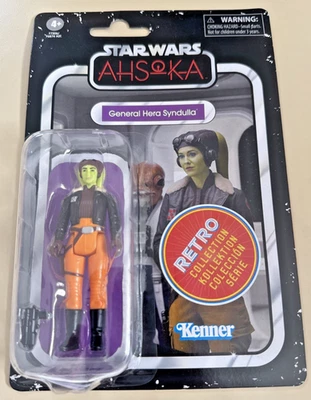 4+
WARNING:
CHOKING HAZARD - Small parts.
Not for children under 3 years.
STAR WARS
AHSOKA
General Hera Syndulla
RETRO
COLLECTION
KOLLEKTION
COLECCIÓN
SÉRIE
Kenner